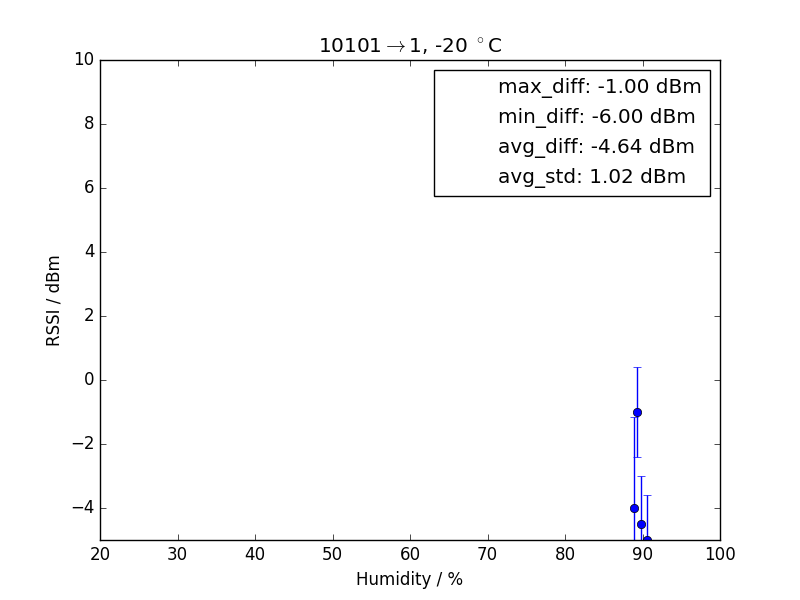 10101→1, -20 °C
max_diff: -1.00 dBm
min_diff: -6.00 dBm
avg_diff: -4.64 dBm
avg_std: 1.02 dBm
10
8
6
4
2
0
−2
−4
RSSI / dBm
20 30 40 50 60 70 80 90 100
Humidity / %